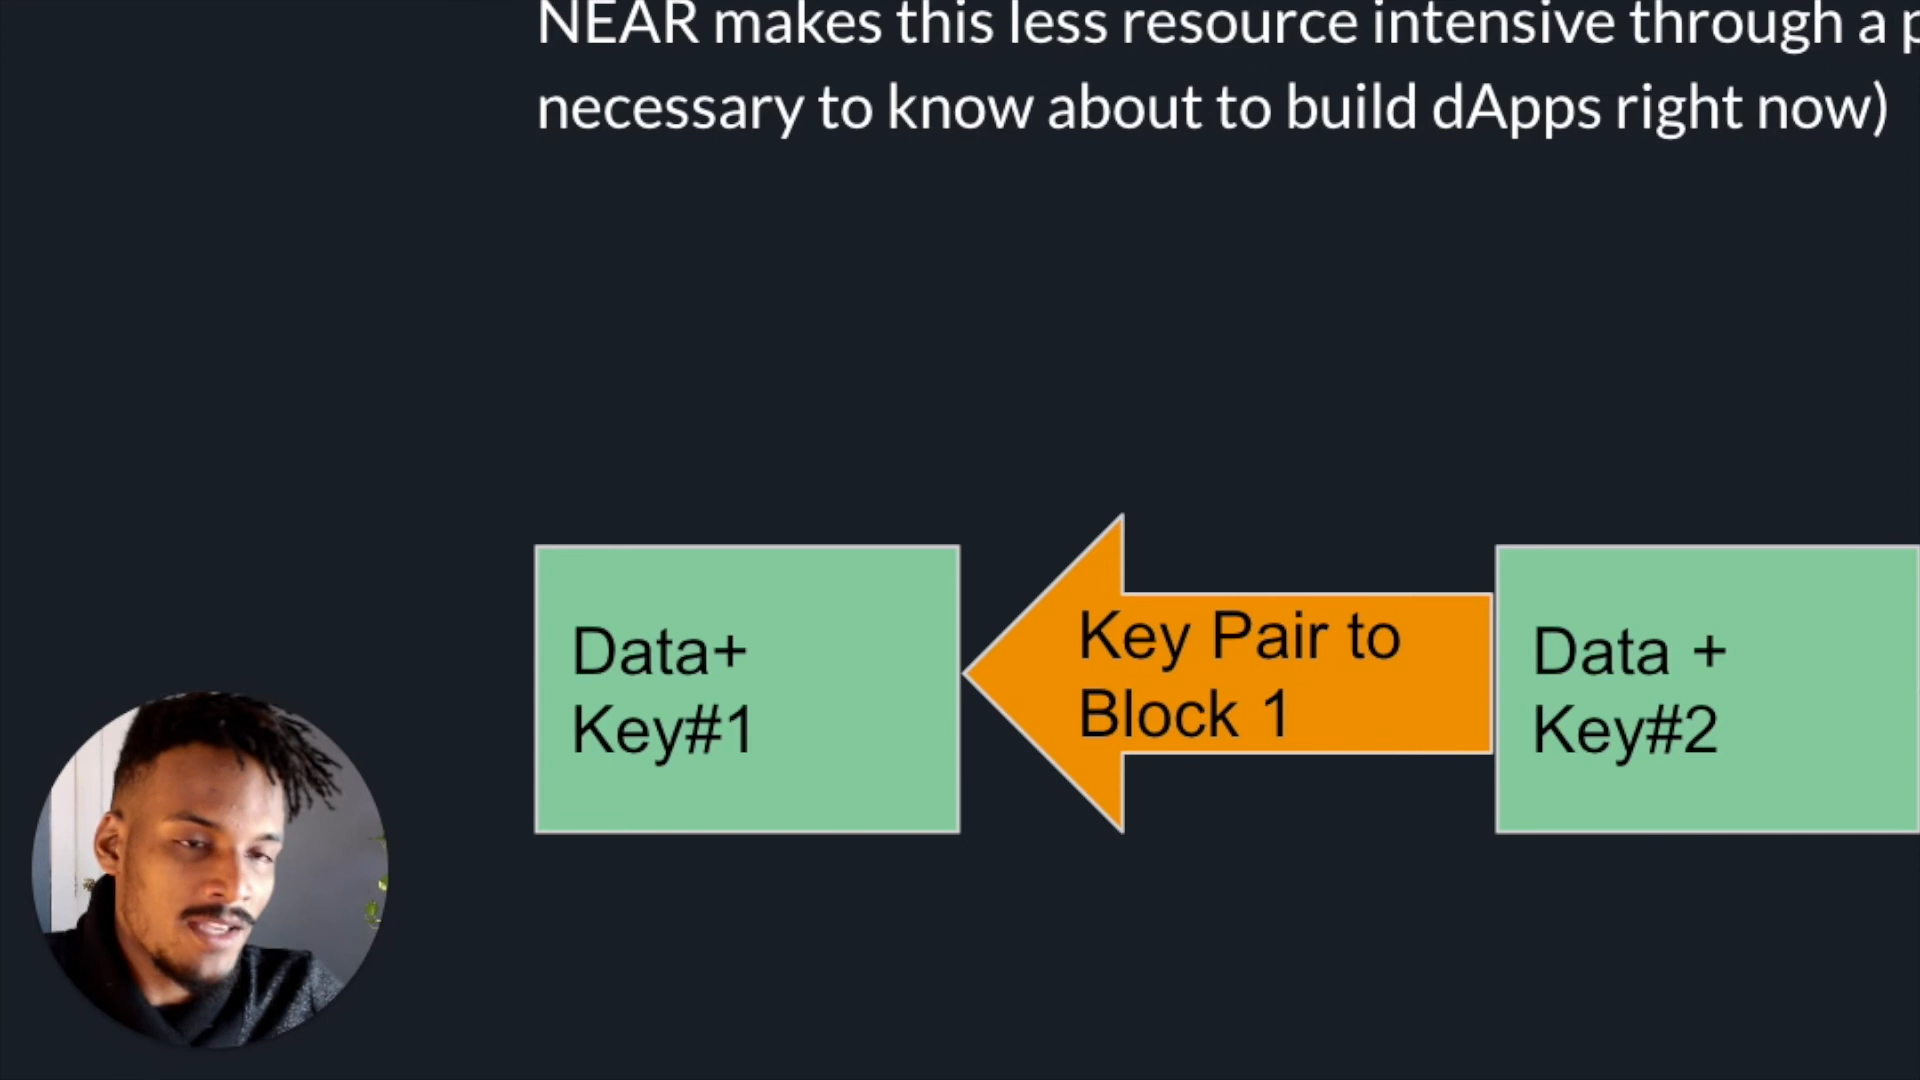 NEAR makes this less resource intensive through a
necessary to know about to build dApps right now)
Data+
Key#1
Key Pair to
Block 1
Data +
Key#2